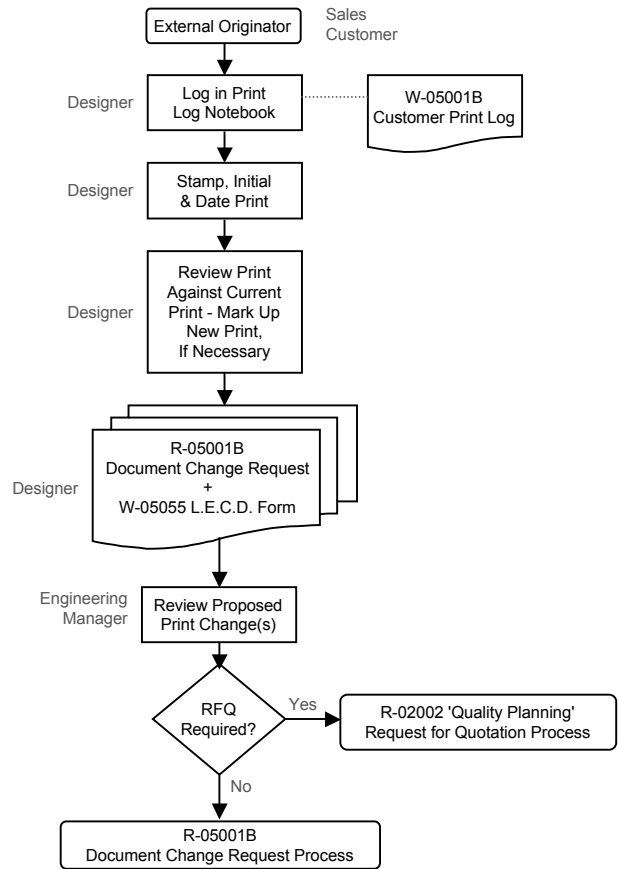 External Originator
Sales
Customer
Designer
Log in Print
Log Notebook
W-05001B
Customer Print Log
Designer
Stamp, Initial
& Date Print
Designer
Review Print
Against Current
Print - Mark Up
New Print,
If Necessary
Designer
R-05001B
Document Change Request
+
W-05055 L.E.C.D. Form
Engineering
Manager
Review Proposed
Print Change(s)
RFQ
Required?
Yes
R-02002 'Quality Planning'
Request for Quotation Process
No
R-05001B
Document Change Request Process